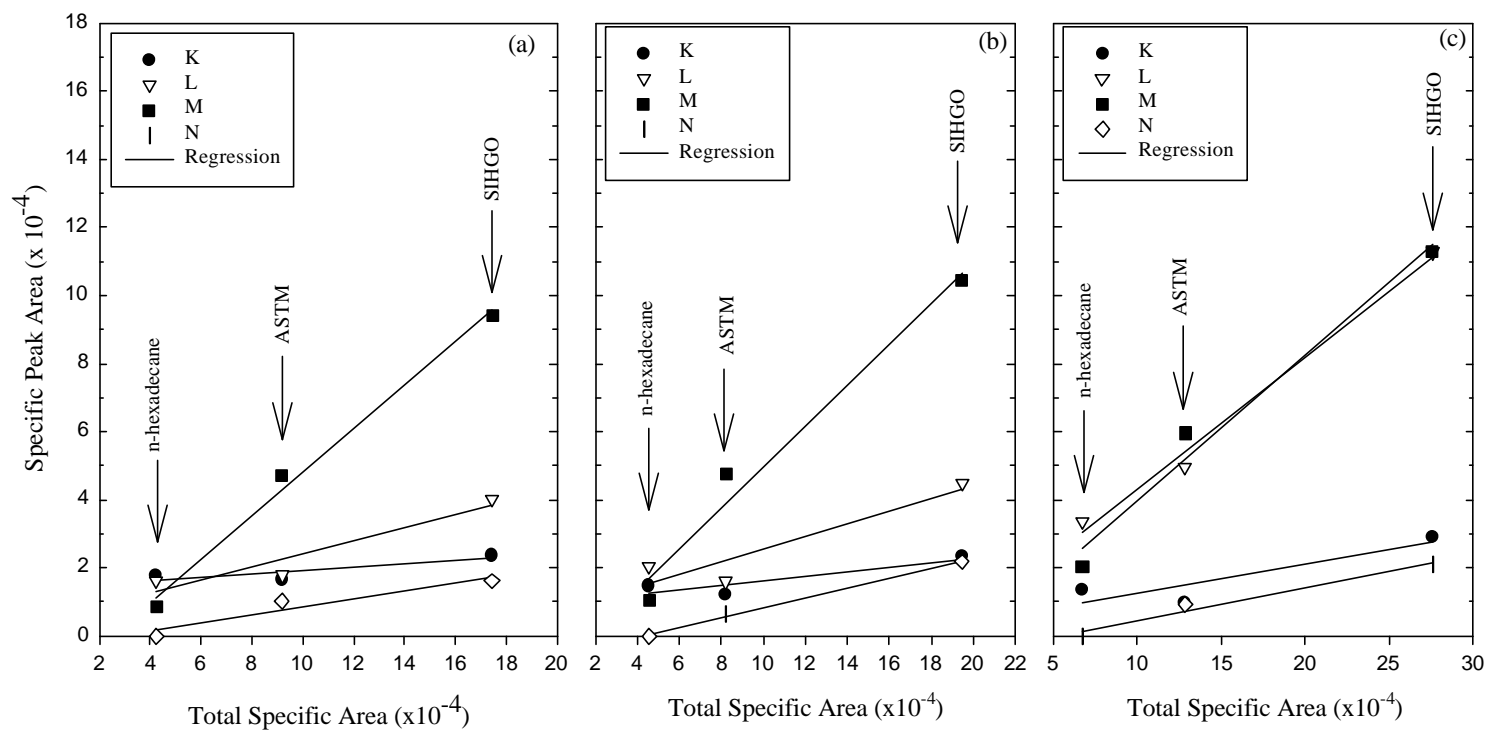 Specific Peak Area (x 10-4)
18
16
14
12
10
8
6
4
2
0
(a)
K
L
M
N
Regression
n-hexadecane
ASTM
SIHGO
2 4 6 8 10 12 14 16 18 20
Total Specific Area (x10-4)
(b)
K
L
M
N
Regression
n-hexadecane
ASTM
SIHGO
2 4 6 8 10 12 14 16 18 20 22
Total Specific Area (x10-4)
(c)
K
L
M
N
Regression
n-hexadecane
ASTM
SIHGO
5 10 15 20 25 30
Total Specific Area (x10-4)